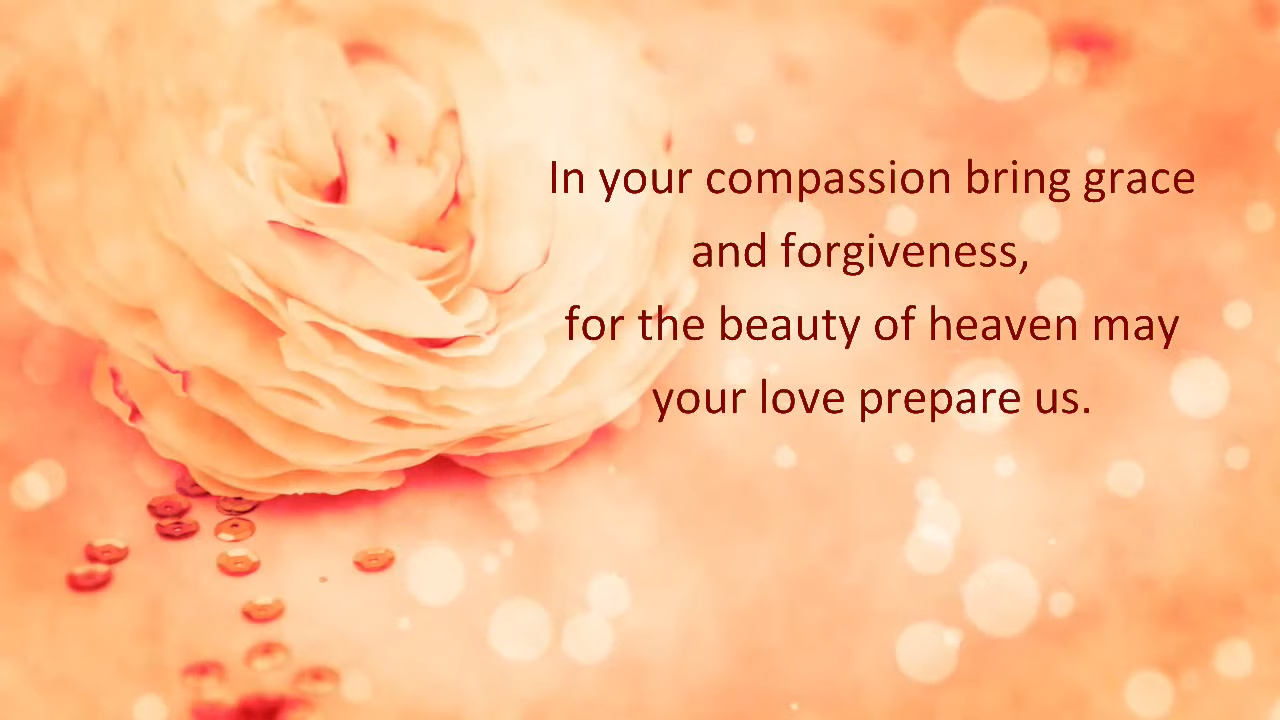 In your compassion bring grace
and forgiveness,
for the beauty of heaven may
your love prepare us.